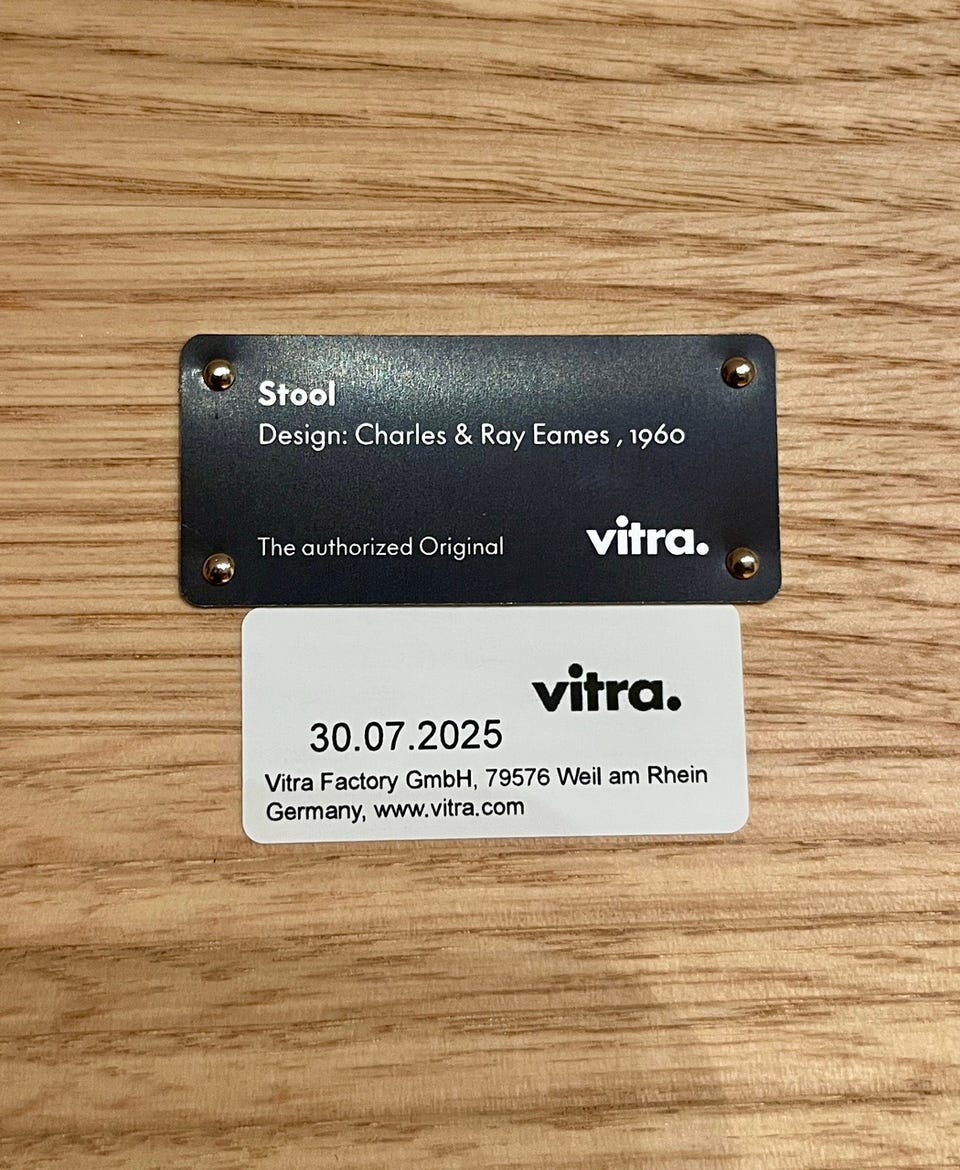 Stool
Design: Charles & Ray Eames , 1960
The authorized Original
vitra.
vitra.
30.07.2025
Vitra Factory GmbH, 79576 Weil am Rhein
Germany, www.vitra.com